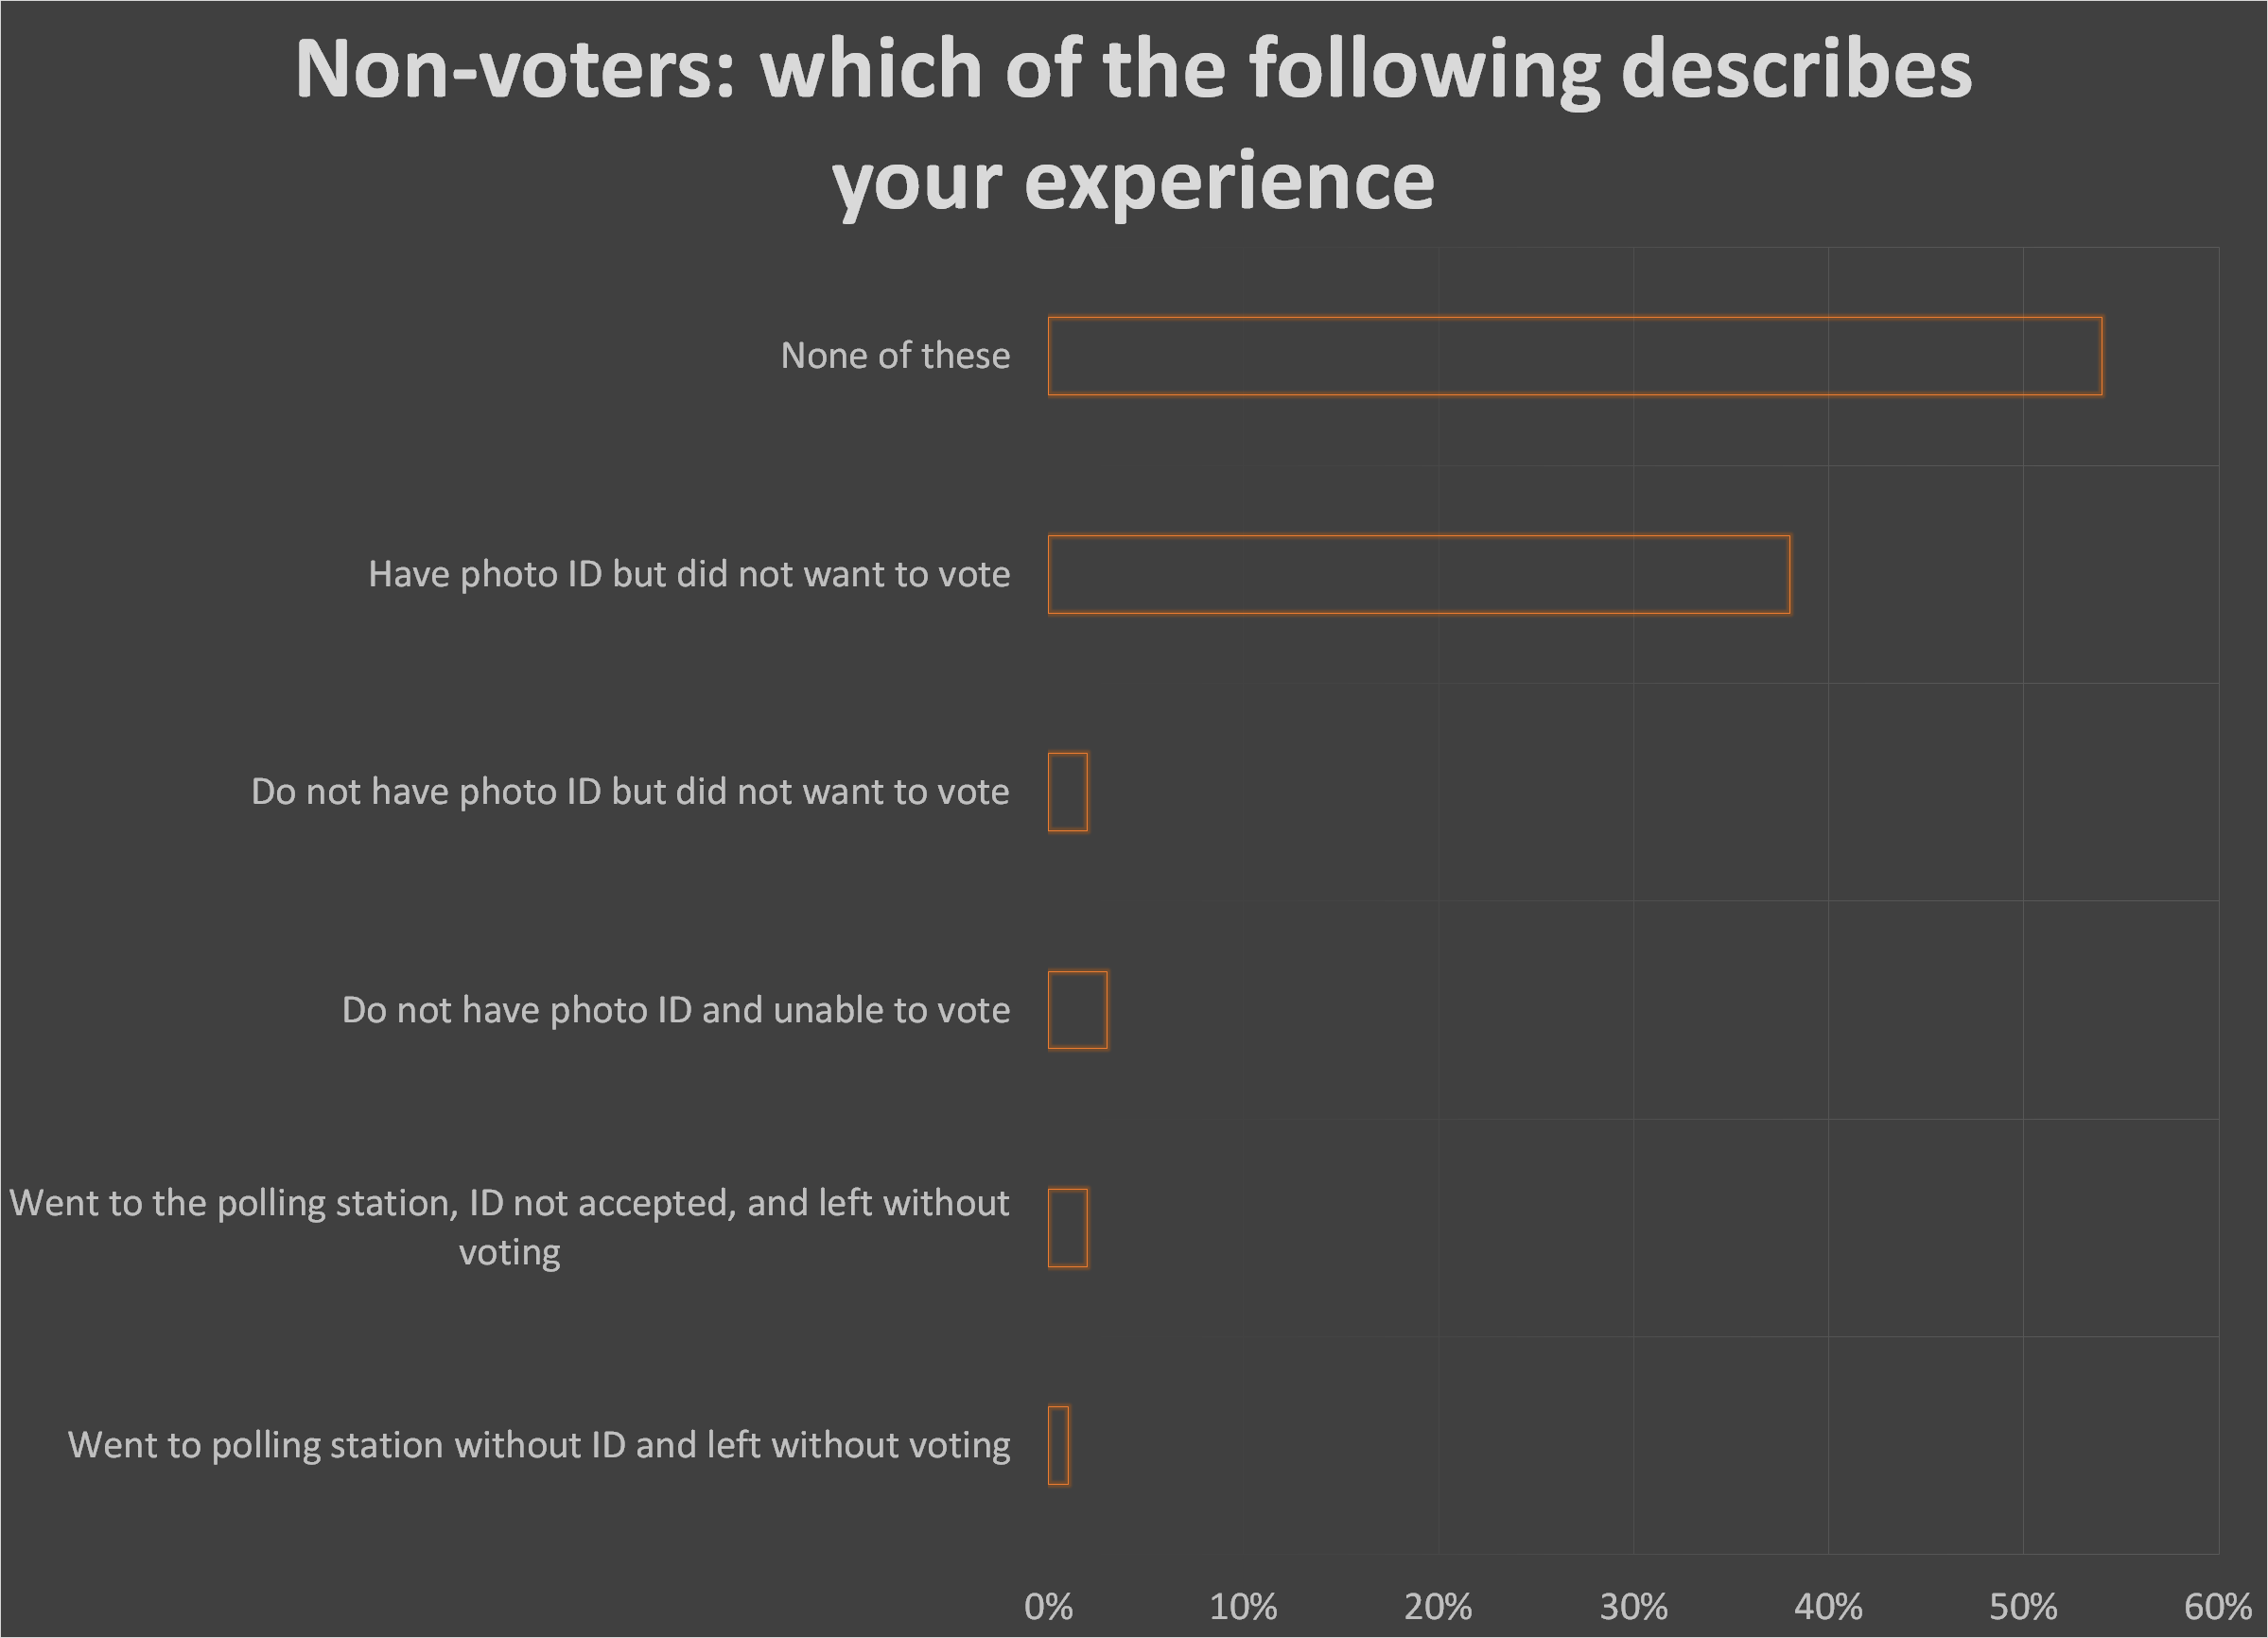 Non-voters: which of the following describes
your experience
None of these
Have photo ID but did not want to vote
Do not have photo ID but did not want to vote
Do not have photo ID and unable to vote
Went to the polling station, ID not accepted, and left without
voting
Went to polling station without ID and left without voting
0% 10% 20% 30% 40% 50% 60%